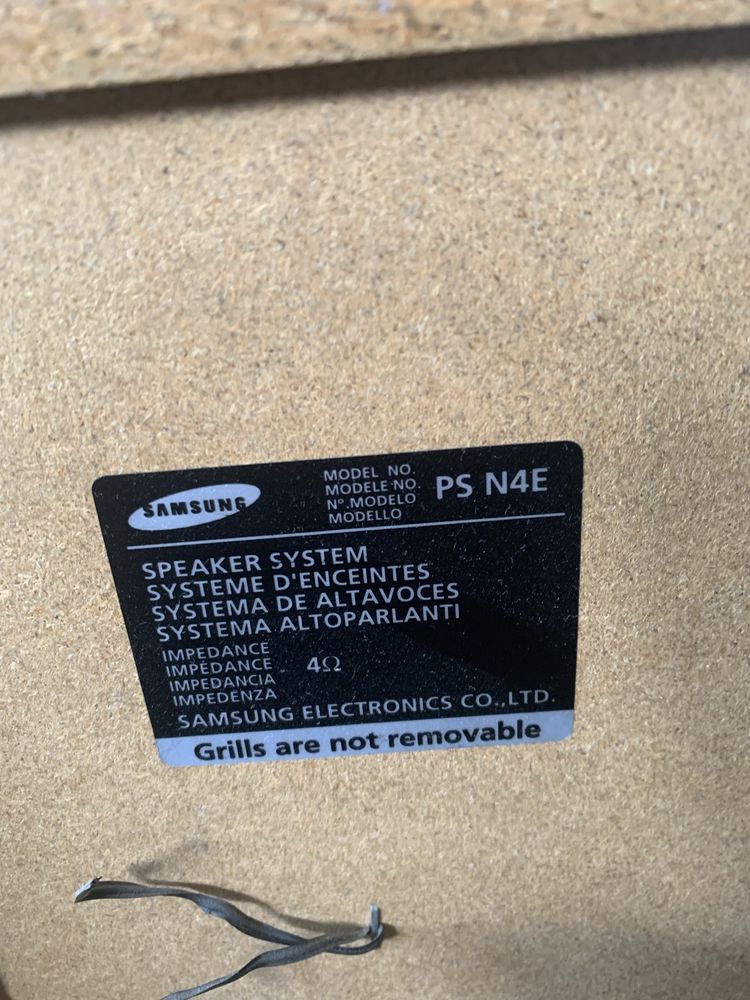 SAMSUNG
MODEL NO.
MODELE NO.
N°.MODELO
MODELLO
PS N4E
SPEAKER SYSTEM
SYSTEME D'ENCEINTES
SYSTEMA DE ALTAVOCES
SYSTEMA ALTOPARLANTI
IMPEDANCE
IMPEDANCE
IMPEDANCIA
IMPEDENZA
4Ω
SAMSUNG ELECTRONICS CO.,LTD.
Grills are not removable